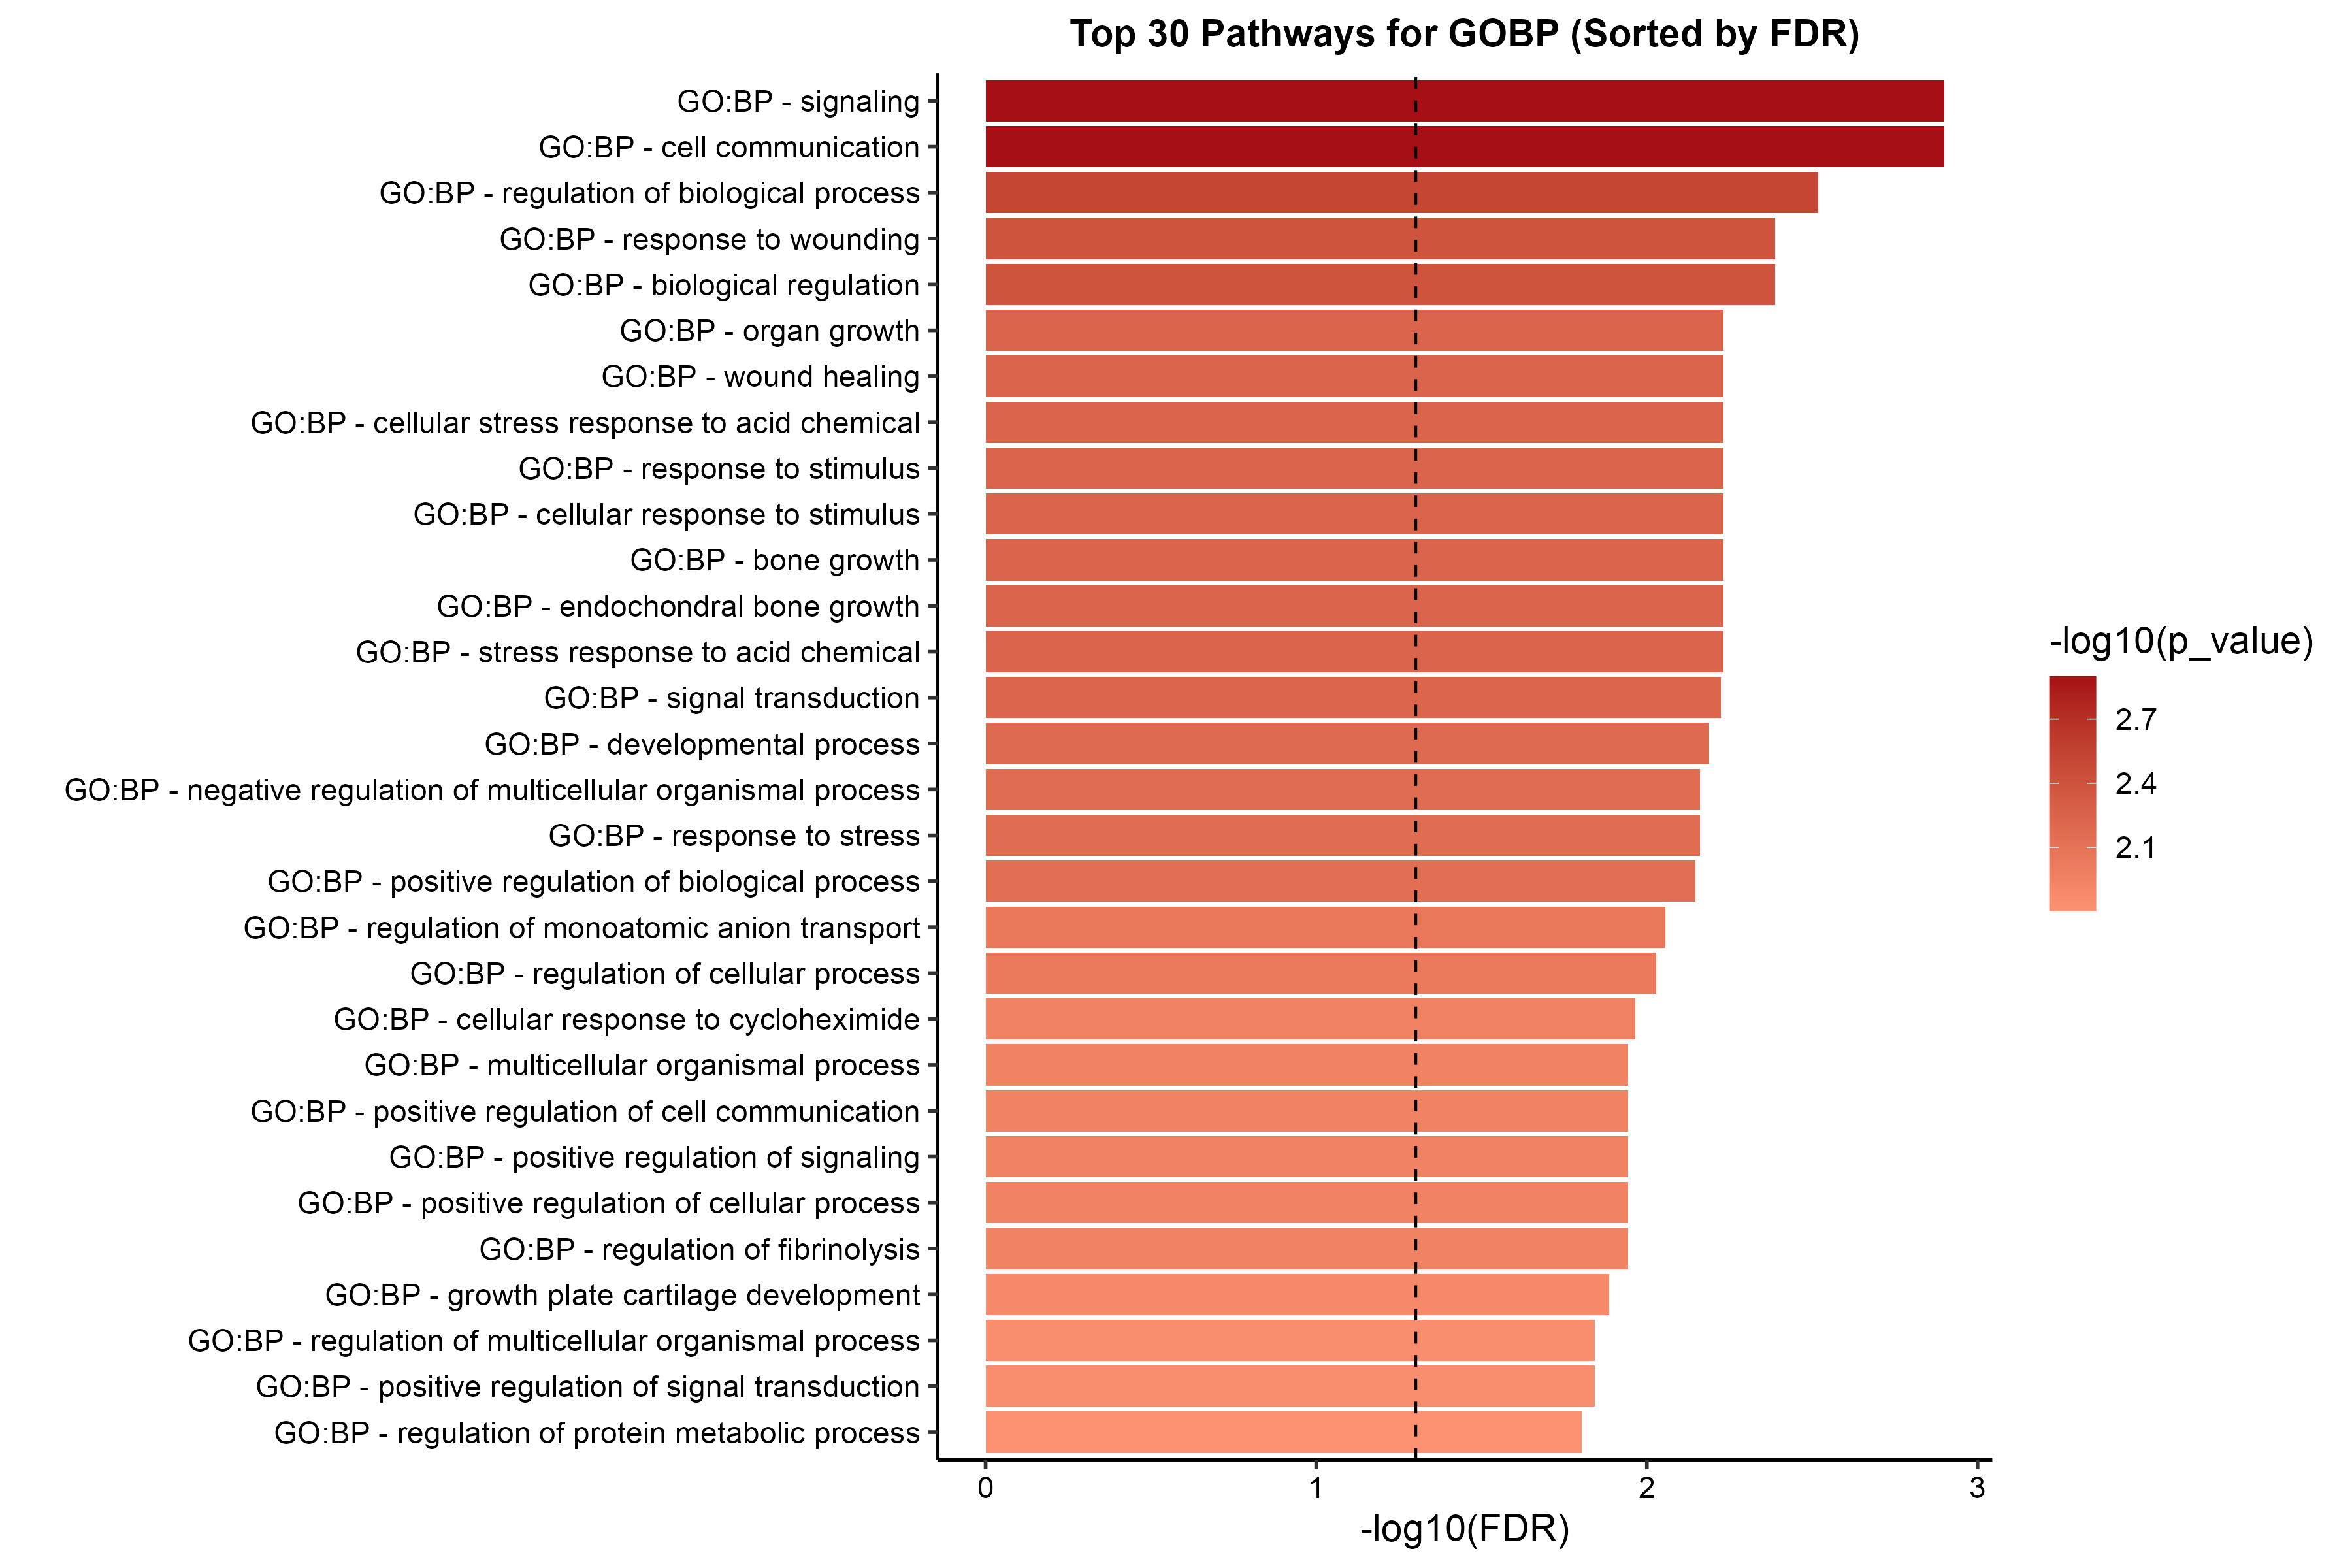 Top 30 Pathways for GOBP (Sorted by FDR)
GO:BP - signaling
GO:BP - cell communication
GO:BP - regulation of biological process
GO:BP - response to wounding
GO:BP - biological regulation
GO:BP - organ growth
GO:BP - wound healing
GO:BP - cellular stress response to acid chemical
GO:BP - response to stimulus
GO:BP - cellular response to stimulus
GO:BP - bone growth
GO:BP - endochondral bone growth
GO:BP - stress response to acid chemical
GO:BP - signal transduction
GO:BP - developmental process
GO:BP - negative regulation of multicellular organismal process
GO:BP - response to stress
GO:BP - positive regulation of biological process
GO:BP - regulation of monoatomic anion transport
GO:BP - regulation of cellular process
GO:BP - cellular response to cycloheximide
GO:BP - multicellular organismal process
GO:BP - positive regulation of cell communication
GO:BP - positive regulation of signaling
GO:BP - positive regulation of cellular process
GO:BP - regulation of fibrinolysis
GO:BP - growth plate cartilage development
GO:BP - regulation of multicellular organismal process
GO:BP - positive regulation of signal transduction
GO:BP - regulation of protein metabolic process
0 1 2 3
-log10(FDR)
-log10(p_value)
2.7
2.4
2.1